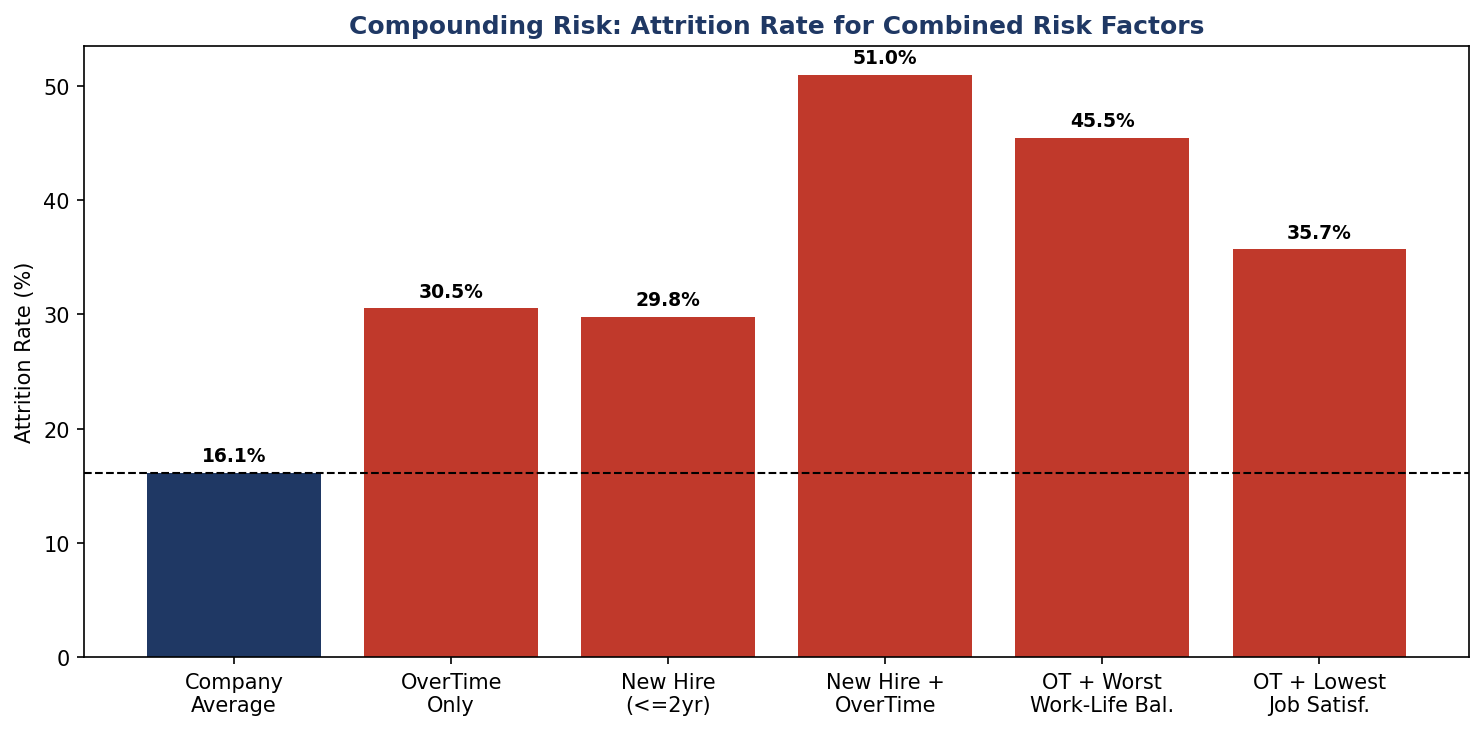 Compounding Risk: Attrition Rate for Combined Risk Factors
Attrition Rate (%)
50
40
30
20
10
0
16.1%
30.5%
29.8%
51.0%
45.5%
35.7%
Company
Average
OverTime
Only
New Hire
(<=2yr)
New Hire +
OverTime
OT + Worst
Work-Life Bal.
OT + Lowest
Job Satisf.